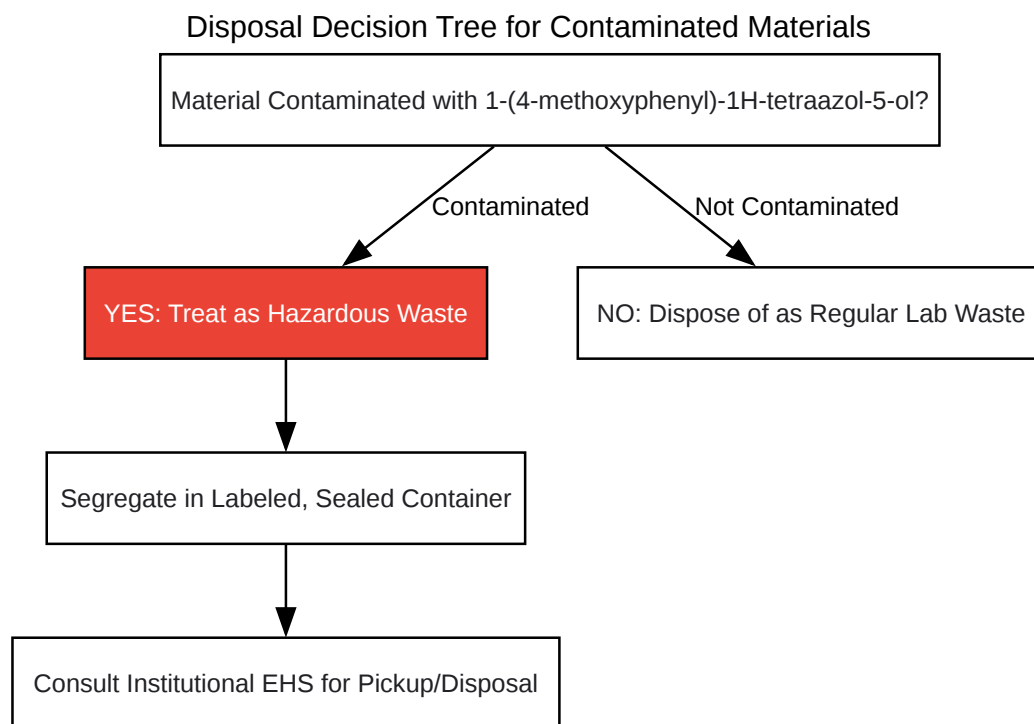 Disposal Decision Tree for Contaminated Materials
Material Contaminated with 1-(4-methoxyphenyl)-1H-tetraazol-5-ol?
Contaminated
Not Contaminated
YES: Treat as Hazardous Waste
NO: Dispose of as Regular Lab Waste
Segregate in Labeled, Sealed Container
Consult Institutional EHS for Pickup/Disposal